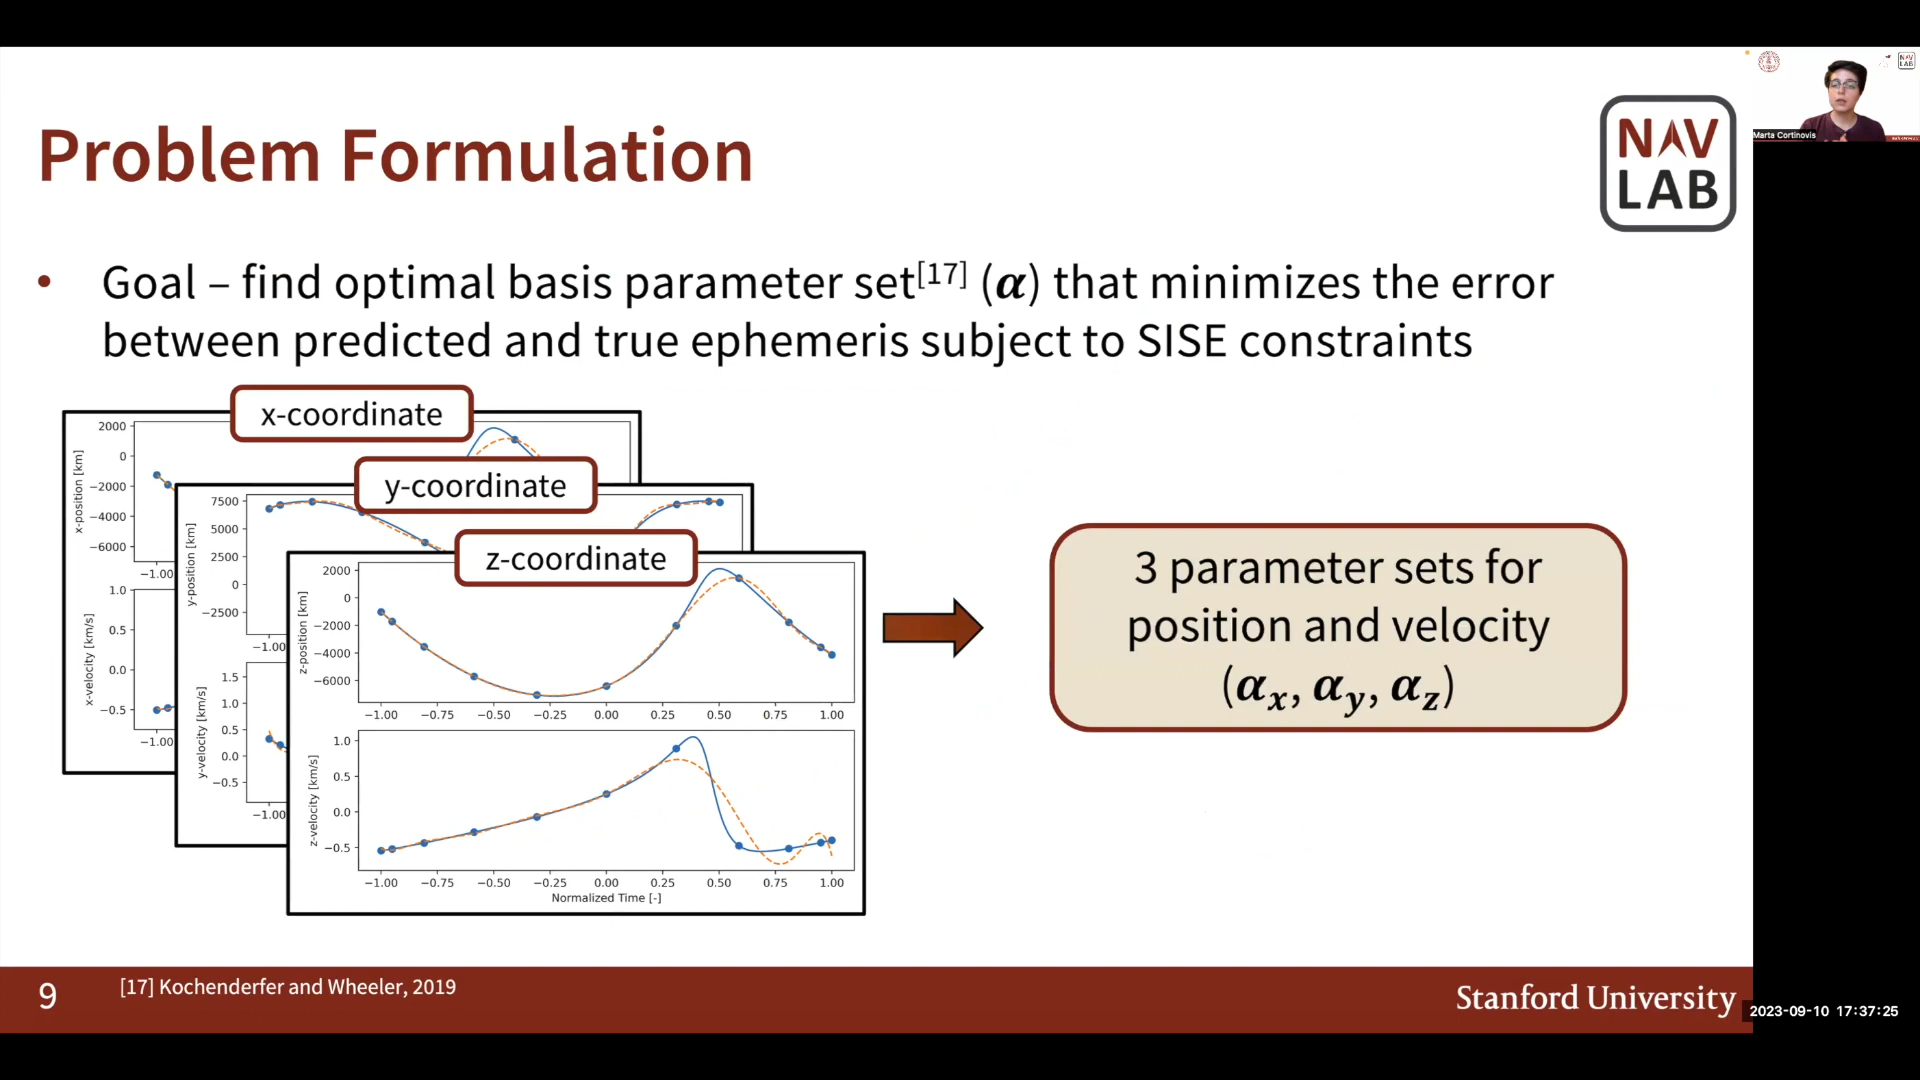 Problem Formulation
NAV
LAB
Marta Cortinovis
• Goal – find optimal basis parameter set[17] (α) that minimizes the error
between predicted and true ephemeris subject to SISE constraints
x-coordinate
2000
0
−2000
−4000
−6000
x-position [km]
−1.00
1.0
0.5
0.0
−0.5
x-velocity [km/s]
−1.00
y-coordinate
7500
5000
2500
0
−2500
y-position [km]
−1.00
1.5
1.0
0.5
0.0
−0.5
y-velocity [km/s]
−1.00
z-coordinate
2000
0
−2000
−4000
−6000
z-position [km]
−1.00 −0.75 −0.50 −0.25 0.00 0.25 0.50 0.75 1.00
1.0
0.5
0.0
−0.5
z-velocity [km/s]
−1.00 −0.75 −0.50 −0.25 0.00 0.25 0.50 0.75 1.00
Normalized Time [-]
3 parameter sets for
position and velocity
(αx, αy, αz)
9
[17] Kochenderfer and Wheeler, 2019
Stanford University
2023-09-10 17:37:25